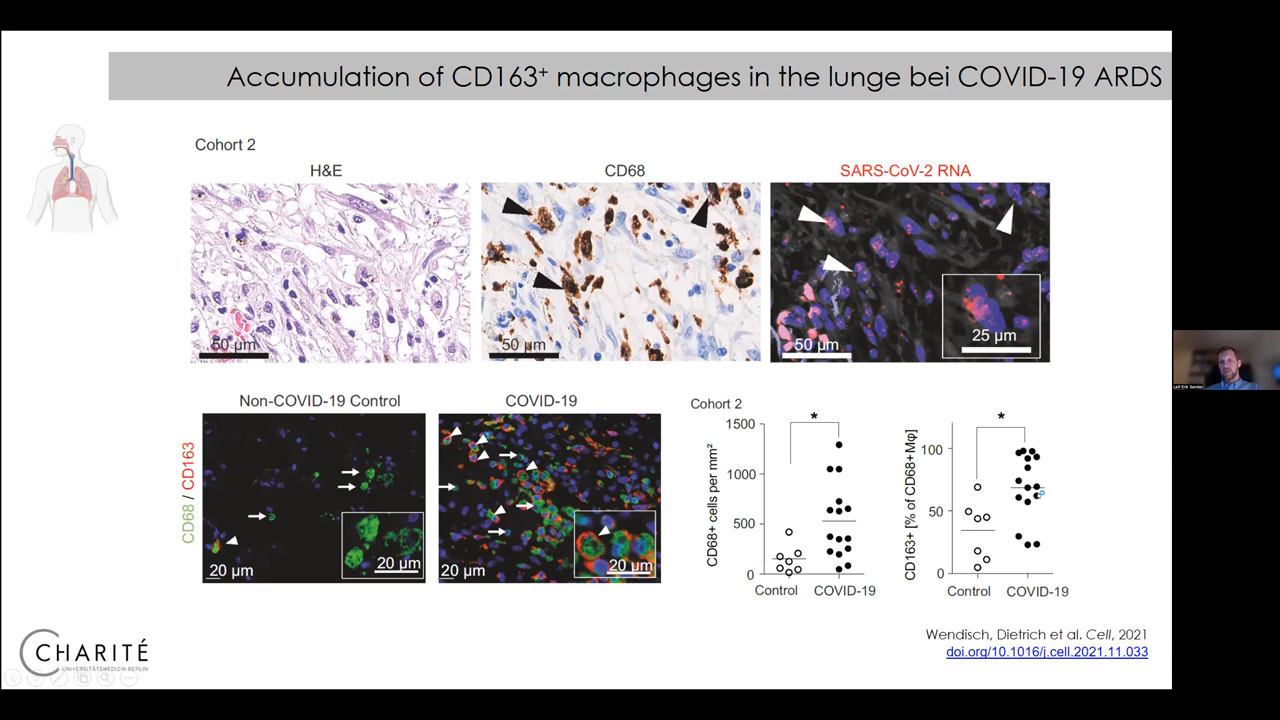 Accumulation of CD163⁺ macrophages in the lunge bei COVID-19 ARDS
Cohort 2
H&E
CD68
SARS-CoV-2 RNA
50 µm
50 µm
50 µm
25 µm
Non-COVID-19 Control
COVID-19
CD68 / CD163
20 µm
20 µm
20 µm
20 µm
Cohort 2
CD68+ cells per mm²
1500
1000
500
0
*
Control
COVID-19
CD163+ [% of CD68+Mφ]
100
50
0
*
Control
COVID-19
Leif Erik Sander
Wendisch, Dietrich et al. Cell, 2021
doi.org/10.1016/j.cell.2021.11.033
CHARITÉ
UNIVERSITÄTSMEDIZIN BERLIN